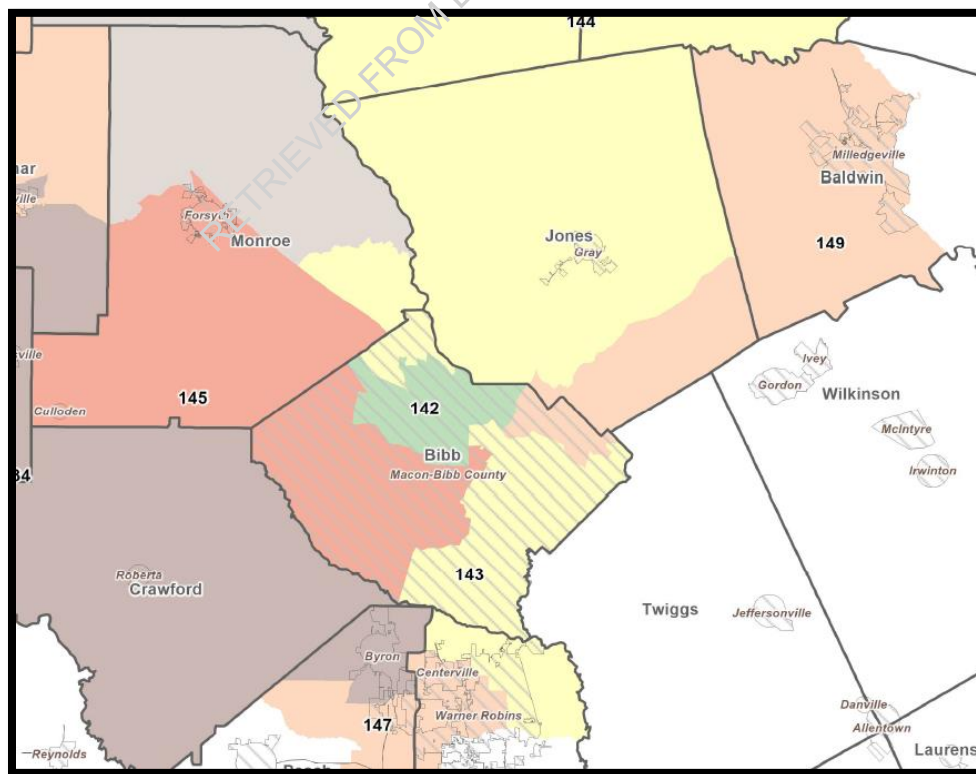 RETRIEVED FROM
144
Milledgeville
Baldwin
149
Forsyth
Monroe
Jones
Gray
Ivey
Gordon
Wilkinson
McIntyre
Irwinton
Culloden
145
142
Bibb
Macon-Bibb County
143
Roberta
Crawford
Twiggs
Jeffersonville
Byron
Centerville
Warner Robins
147
Reynolds
Danville
Allentown
Laurens